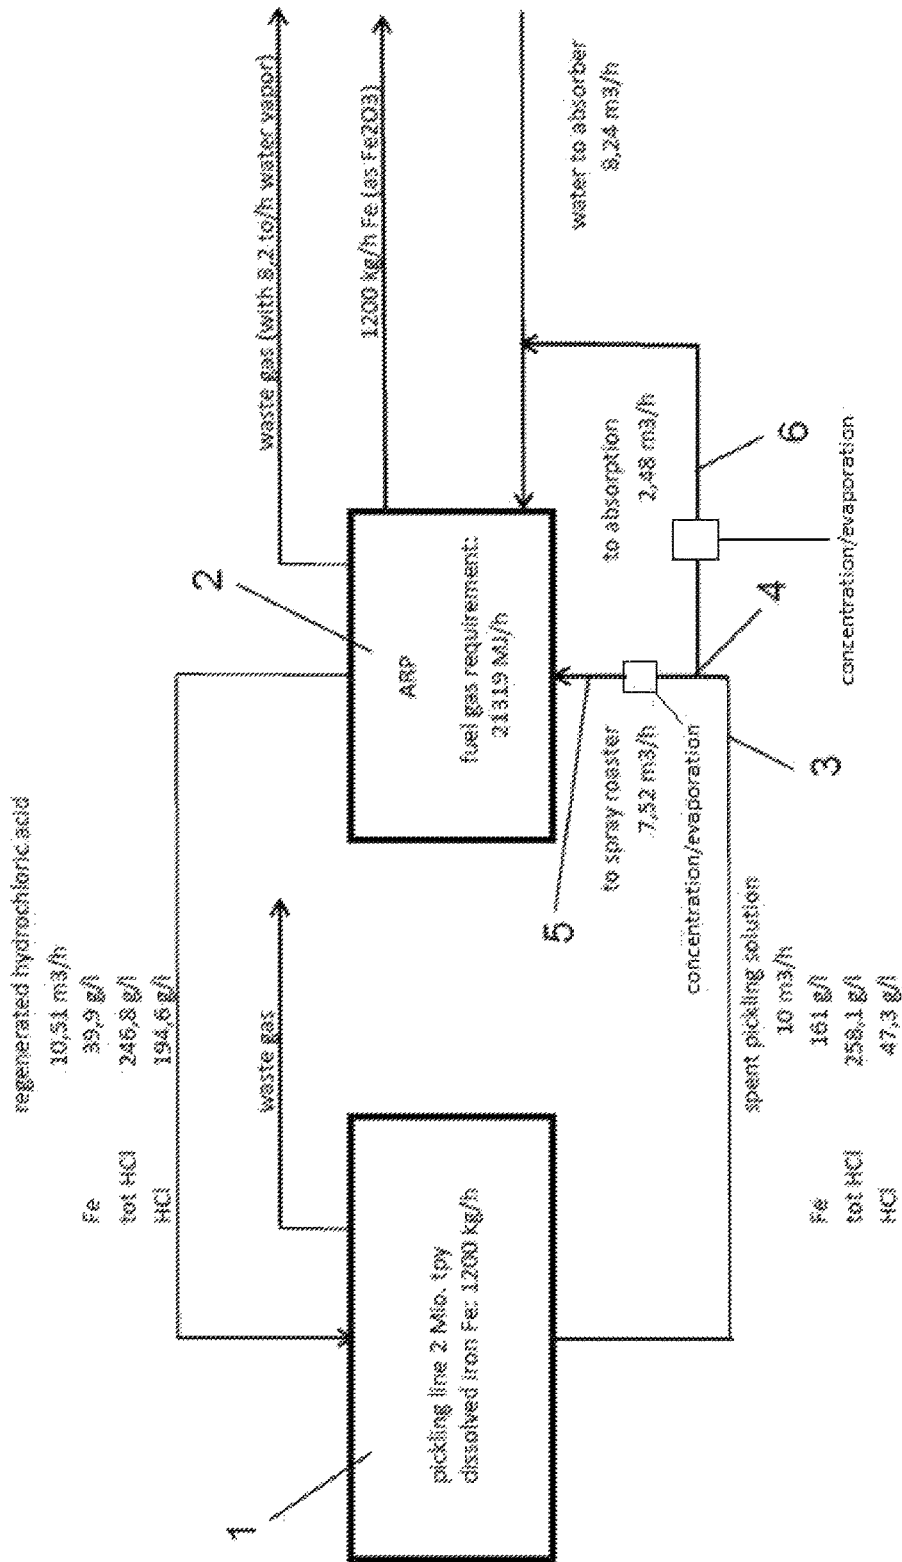 regenerated hydrochloric acid
10,51 m3/h
Fe 39,9 g/l
tot HCl 246,8 g/l
HCl 194,6 g/l
waste gas
waste gas (with 8,2 to/h water vapor)
1200 kg/h Fe (as Fe2O3)
1
pickling line 2 Mio. tpy
dissolved iron Fe: 1200 kg/h
2
ARP
fuel gas requirement:
21319 MJ/h
water to absorber
8,24 m3/h
5
to spray roaster
7,52 m3/h
to absorption
2,48 m3/h
concentration/evaporation
4
6
3
concentration/evaporation
spent pickling solution
10 m3/h
Fe 161 g/l
tot HCl 258,1 g/l
HCl 47,3 g/l